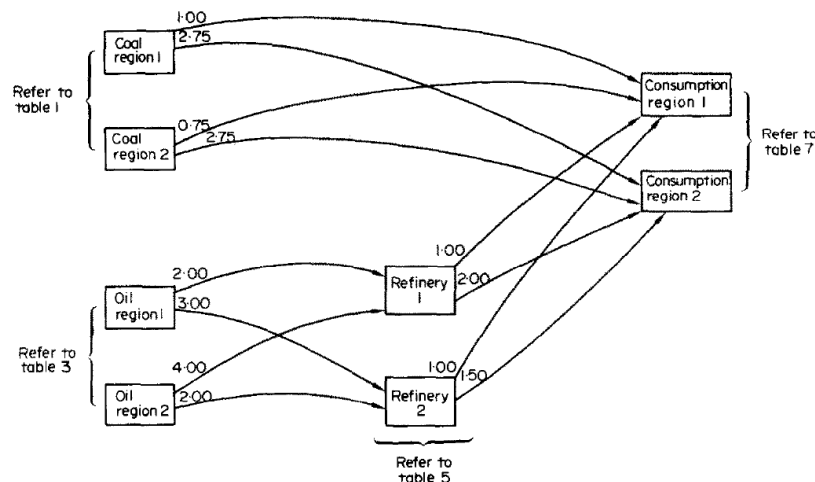 1·00
Coal
region 1
2·75
Refer to
table 1
Coal
region 2
0·75
2·75
Consumption
region 1
Consumption
region 2
Refer to
table 7
Oil
region 1
2·00
3·00
Refer to
table 3
Oil
region 2
4·00
2·00
Refinery
1
1·00
2·00
Refinery
2
1·00
1·50
Refer to
table 5